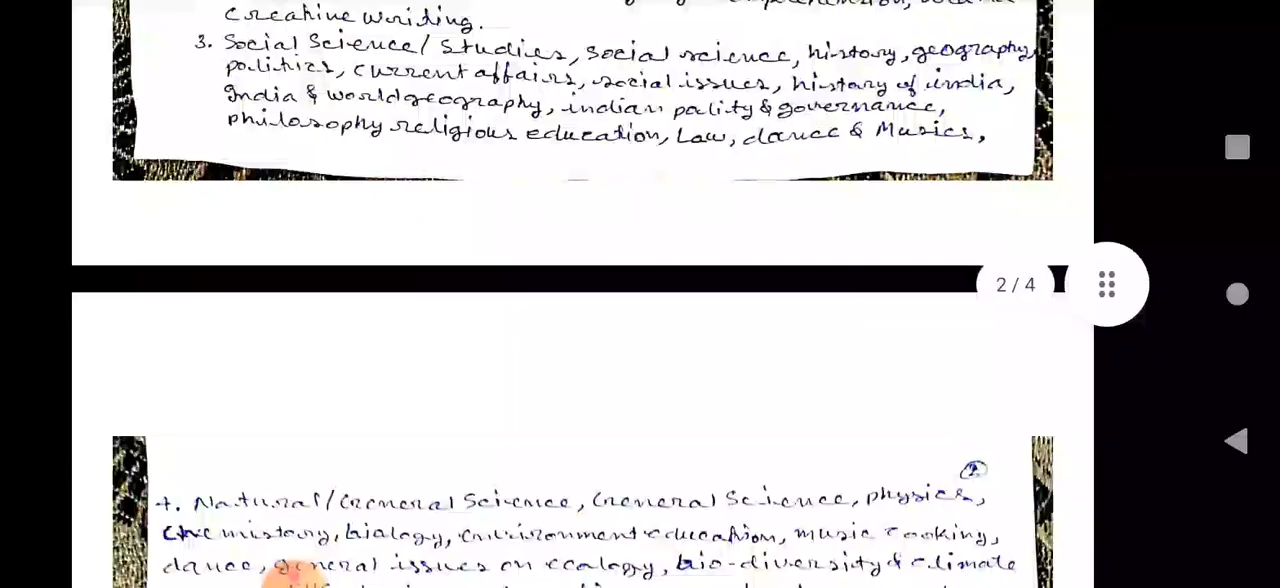 creative writing.
3. Social Science/Studies, social science, history, geography,
politics, current affairs, social issues, history of india,
India & world geography, indian polity & governance,
philosophy religious education, Law, dance & Musics,
2 / 4
2
4. Natural/General Science, General Science, physics,
Chemistory, biology, environment education, music cooking,
dance, general issues on ecology, bio-diversity & climate